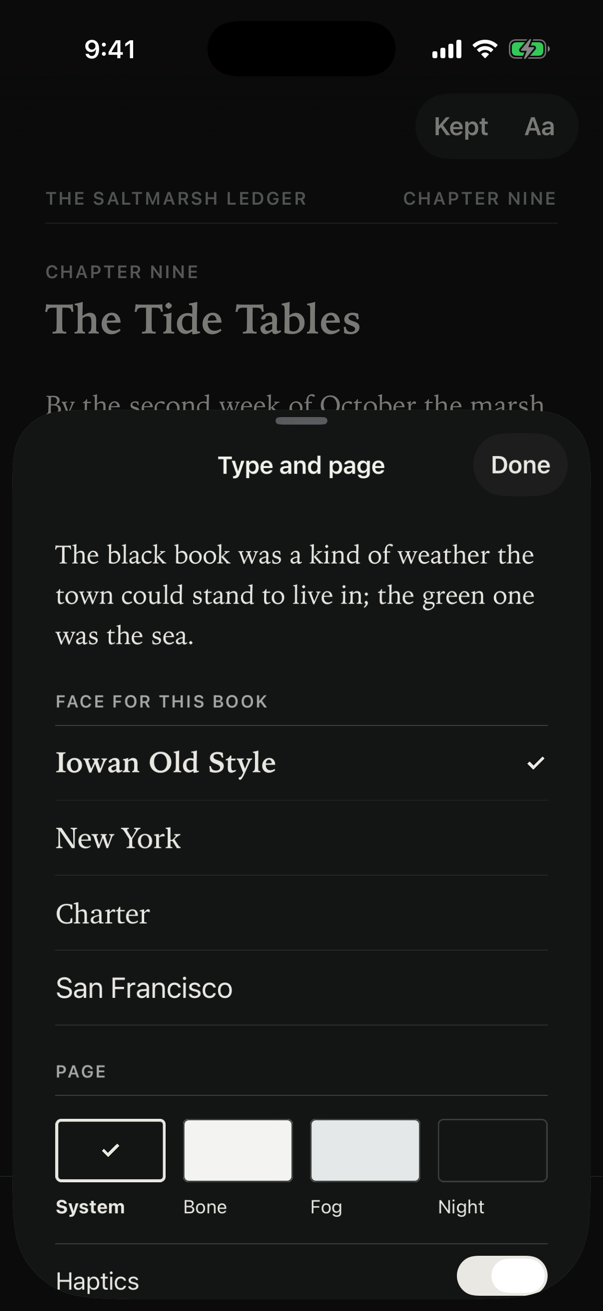 9:41
Kept Aa
THE SALTMARSH LEDGER CHAPTER NINE
CHAPTER NINE
The Tide Tables
By the second week of October the marsh
Type and page Done
The black book was a kind of weather the
town could stand to live in; the green one
was the sea.
FACE FOR THIS BOOK
Iowan Old Style
New York
Charter
San Francisco
PAGE
System Bone Fog Night
Haptics